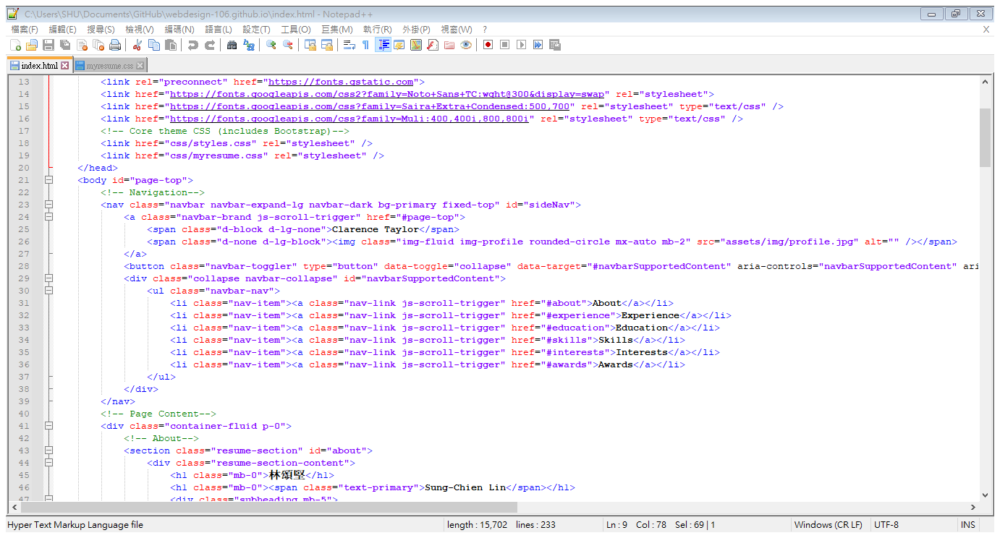 C:\Users\SHU\Documents\GitHub\webdesign-106.github.io\index.html - Notepad++
檔案(F) 編輯(E) 搜尋(S) 檢視(V) 編碼(N) 語言(L) 設定(T) 工具(O) 巨集(M) 執行(R) 外掛(P) 視窗(W) ? X
index.html myresume.css
13 <link rel="preconnect" href="https://fonts.gstatic.com">
14 <link href="https://fonts.googleapis.com/css2?family=Noto+Sans+TC:wght@300&display=swap" rel="stylesheet">
15 <link href="https://fonts.googleapis.com/css?family=Saira+Extra+Condensed:500,700" rel="stylesheet" type="text/css" />
16 <link href="https://fonts.googleapis.com/css?family=Muli:400,400i,800,800i" rel="stylesheet" type="text/css" />
17 <!-- Core theme CSS (includes Bootstrap)-->
18 <link href="css/styles.css" rel="stylesheet" />
19 <link href="css/myresume.css" rel="stylesheet" />
20 </head>
21 <body id="page-top">
22 <!-- Navigation-->
23 <nav class="navbar navbar-expand-lg navbar-dark bg-primary fixed-top" id="sideNav">
24 <a class="navbar-brand js-scroll-trigger" href="#page-top">
25 <span class="d-block d-lg-none">Clarence Taylor</span>
26 <span class="d-none d-lg-block"><img class="img-fluid img-profile rounded-circle mx-auto mb-2" src="assets/img/profile.jpg" alt="" /></span>
27 </a>
28 <button class="navbar-toggler" type="button" data-toggle="collapse" data-target="#navbarSupportedContent" aria-controls="navbarSupportedContent" ari
29 <div class="collapse navbar-collapse" id="navbarSupportedContent">
30 <ul class="navbar-nav">
31 <li class="nav-item"><a class="nav-link js-scroll-trigger" href="#about">About</a></li>
32 <li class="nav-item"><a class="nav-link js-scroll-trigger" href="#experience">Experience</a></li>
33 <li class="nav-item"><a class="nav-link js-scroll-trigger" href="#education">Education</a></li>
34 <li class="nav-item"><a class="nav-link js-scroll-trigger" href="#skills">Skills</a></li>
35 <li class="nav-item"><a class="nav-link js-scroll-trigger" href="#interests">Interests</a></li>
36 <li class="nav-item"><a class="nav-link js-scroll-trigger" href="#awards">Awards</a></li>
37 </ul>
38 </div>
39 </nav>
40 <!-- Page Content-->
41 <div class="container-fluid p-0">
42 <!-- About-->
43 <section class="resume-section" id="about">
44 <div class="resume-section-content">
45 <h1 class="mb-0">林頌堅</h1>
46 <h1 class="mb-0"><span class="text-primary">Sung-Chien Lin</span></h1>
47 <div class="subheading mb-5">
Hyper Text Markup Language file length : 15,702 lines : 233 Ln : 9 Col : 78 Sel : 69 | 1 Windows (CR LF) UTF-8 INS